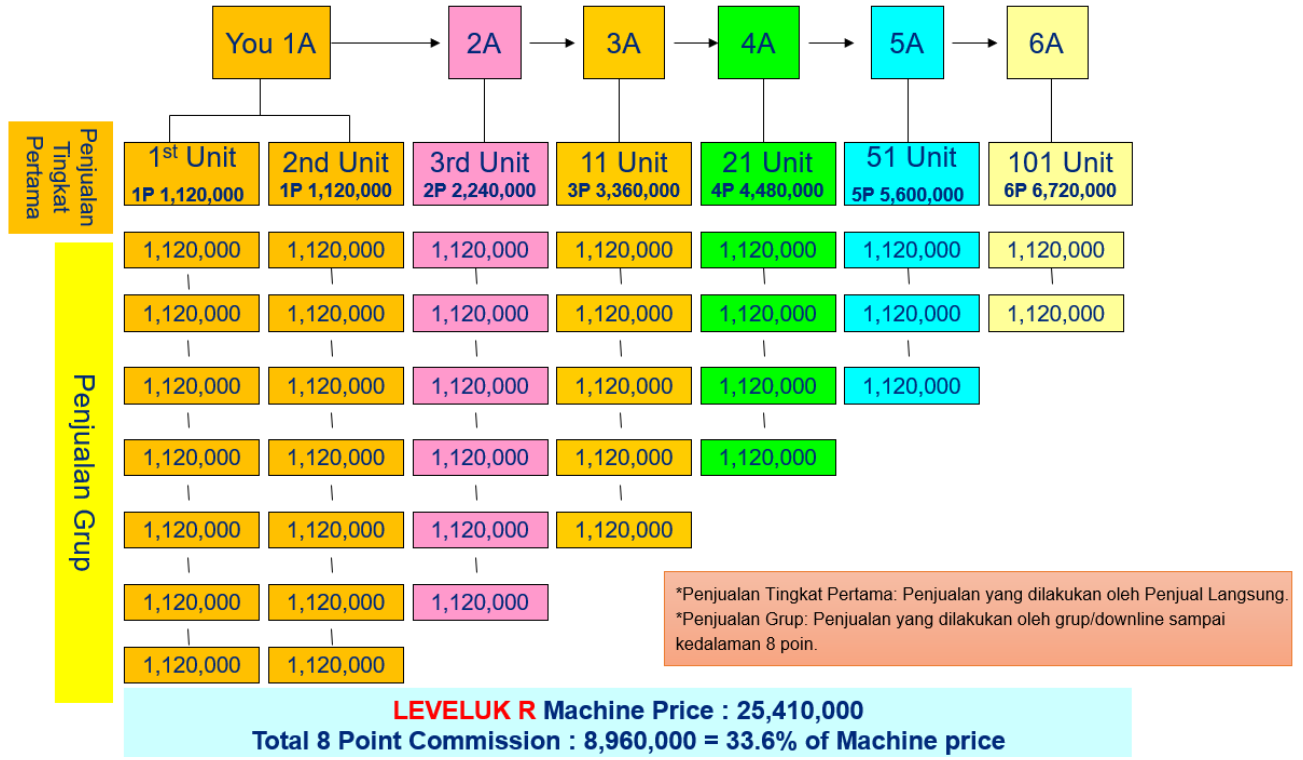 You 1A
2A
3A
4A
5A
6A
Penjualan
Tingkat
Pertama
1st Unit
1P 1,120,000
2nd Unit
1P 1,120,000
3rd Unit
2P 2,240,000
11 Unit
3P 3,360,000
21 Unit
4P 4,480,000
51 Unit
5P 5,600,000
101 Unit
6P 6,720,000
Penjualan Grup
1,120,000 1,120,000 1,120,000 1,120,000 1,120,000 1,120,000 1,120,000
1,120,000 1,120,000 1,120,000 1,120,000 1,120,000 1,120,000 1,120,000
1,120,000 1,120,000 1,120,000 1,120,000 1,120,000 1,120,000
1,120,000 1,120,000 1,120,000 1,120,000 1,120,000
1,120,000 1,120,000 1,120,000 1,120,000
1,120,000 1,120,000 1,120,000
1,120,000 1,120,000
*Penjualan Tingkat Pertama: Penjualan yang dilakukan oleh Penjual Langsung.
*Penjualan Grup: Penjualan yang dilakukan oleh grup/downline sampai
kedalaman 8 poin.
LEVELUK R Machine Price : 25,410,000
Total 8 Point Commission : 8,960,000 = 33.6% of Machine price